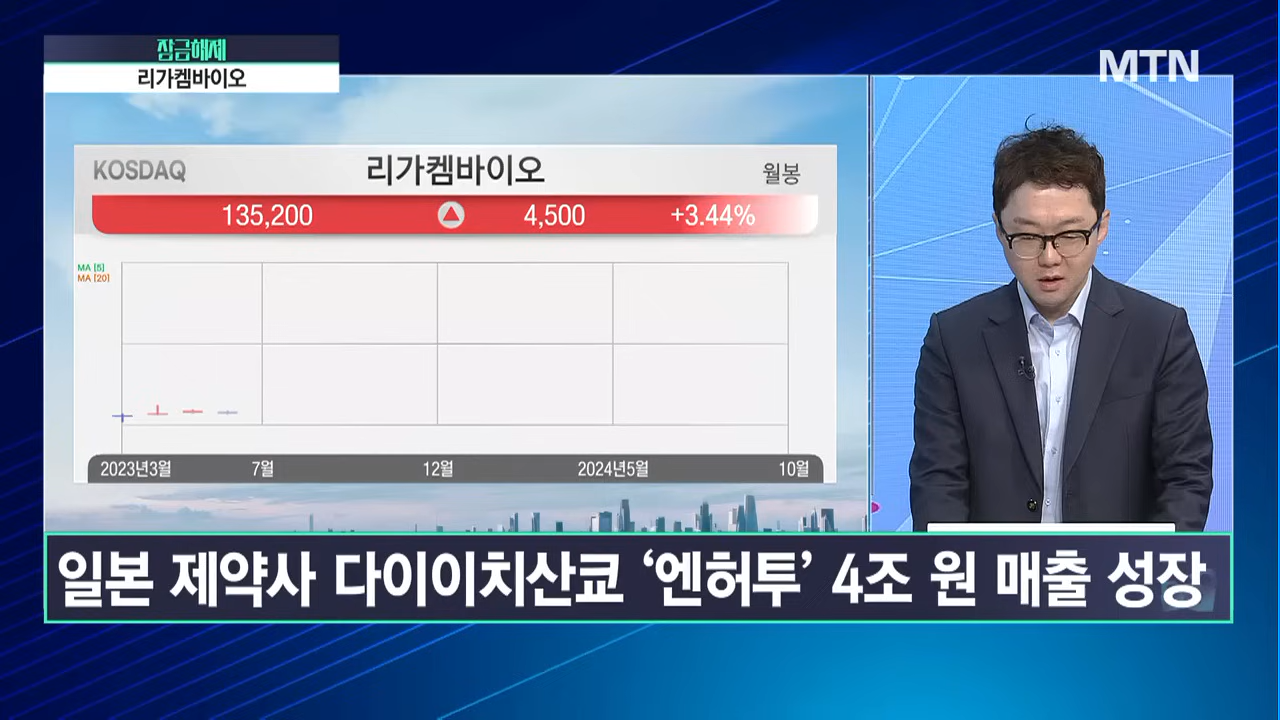 잠금해제
리가켐바이오
MTN
KOSDAQ 리가켐바이오 월봉
135,200 4,500 +3.44%
MA [5]
MA [20]
2023년3월 7월 12월 2024년5월 10월
일본 제약사 다이이치산쿄 ‘엔허투’ 4조 원 매출 성장